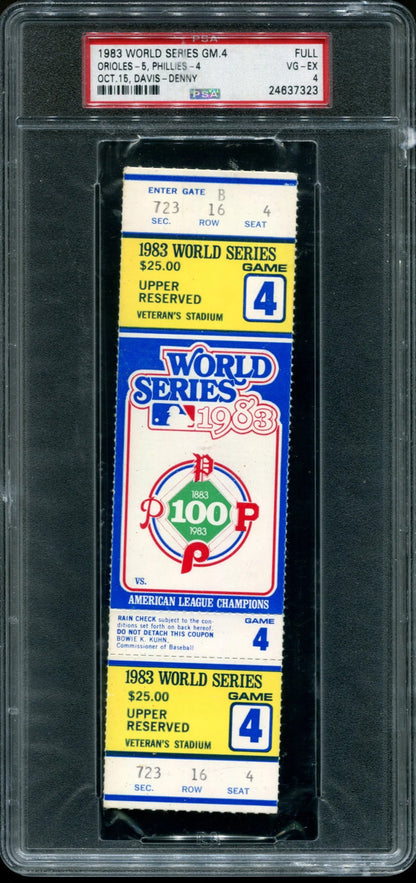 PSA
1983 WORLD SERIES GM.4 FULL
ORIOLES-5, PHILLIES-4 VG-EX
OCT.15, DAVIS-DENNY 4
PSA 24637323
ENTER GATE B
723 16 4
SEC. ROW SEAT
1983 WORLD SERIES
$25.00 GAME
UPPER 4
RESERVED
VETERAN'S STADIUM
WORLD
SERIES
1983
P
1883
P 100 P
1983
P
VS.
AMERICAN LEAGUE CHAMPIONS
RAIN CHECK subject to the con- GAME
ditions set forth on back hereof. 4
DO NOT DETACH THIS COUPON
BOWIE K. KUHN,
Commissioner of Baseball
1983 WORLD SERIES
$25.00 GAME
UPPER 4
RESERVED
VETERAN'S STADIUM
723 16 4
SEC. ROW SEAT
PSA